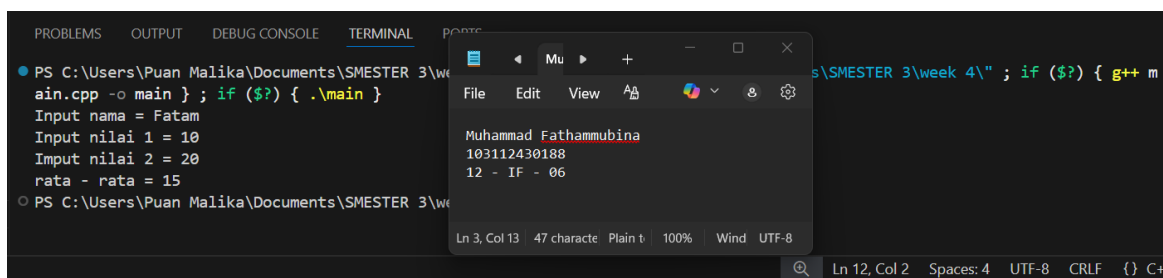 PROBLEMS OUTPUT DEBUG CONSOLE TERMINAL PORTS
PS C:\Users\Puan Malika\Documents\SMESTER 3\we
s\SMESTER 3\week 4\" ; if ($?) { g++ m
ain.cpp -o main } ; if ($?) { .\main }
Input nama = Fatam
Input nilai 1 = 10
Imput nilai 2 = 20
rata - rata = 15
PS C:\Users\Puan Malika\Documents\SMESTER 3\we
Mu
File Edit View
Muhammad Fathammubina
103112430188
12 - IF - 06
Ln 3, Col 13 47 characte Plain t 100% Wind UTF-8
Ln 12, Col 2 Spaces: 4 UTF-8 CRLF {} C+